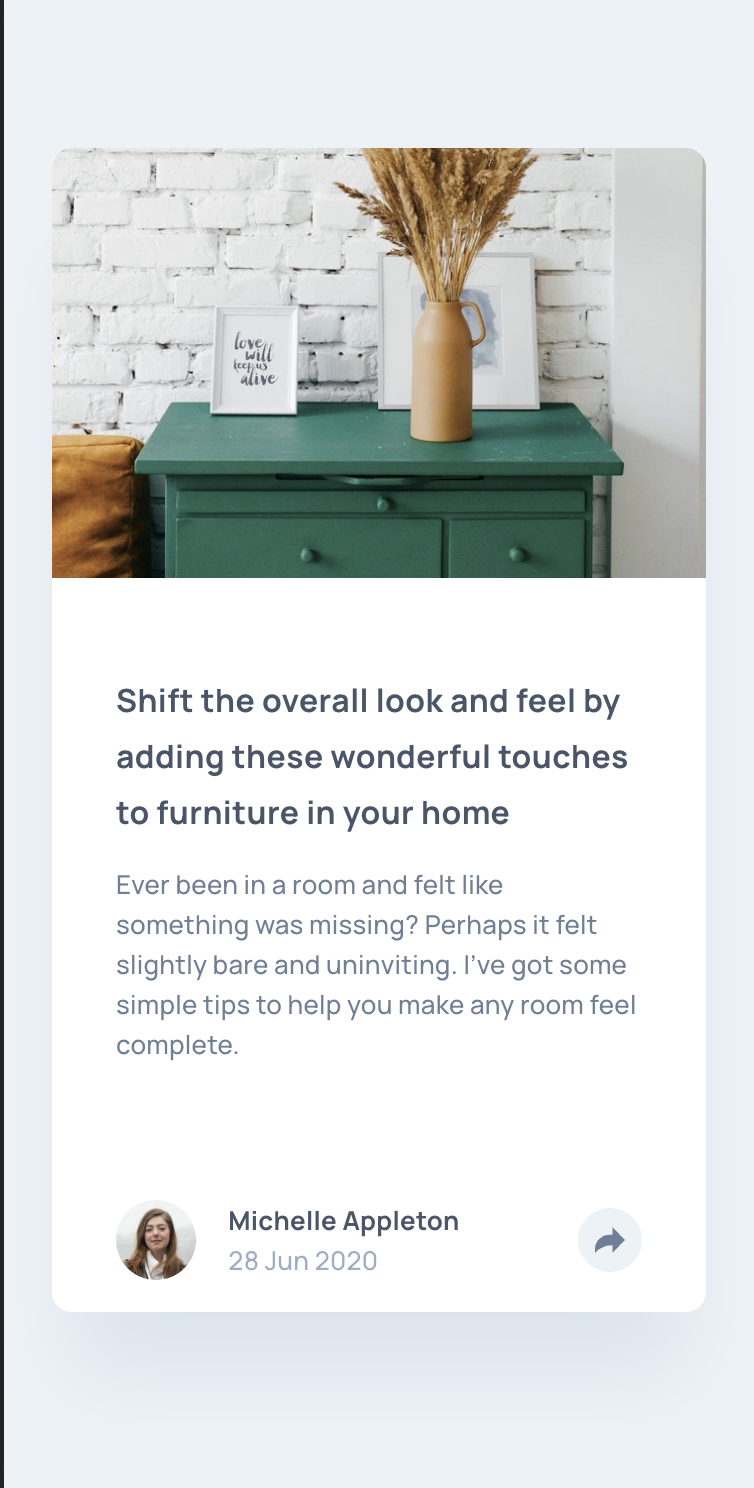 love
will
keep us
alive
Shift the overall look and feel by
adding these wonderful touches
to furniture in your home
Ever been in a room and felt like
something was missing? Perhaps it felt
slightly bare and uninviting. I’ve got some
simple tips to help you make any room feel
complete.
Michelle Appleton
28 Jun 2020